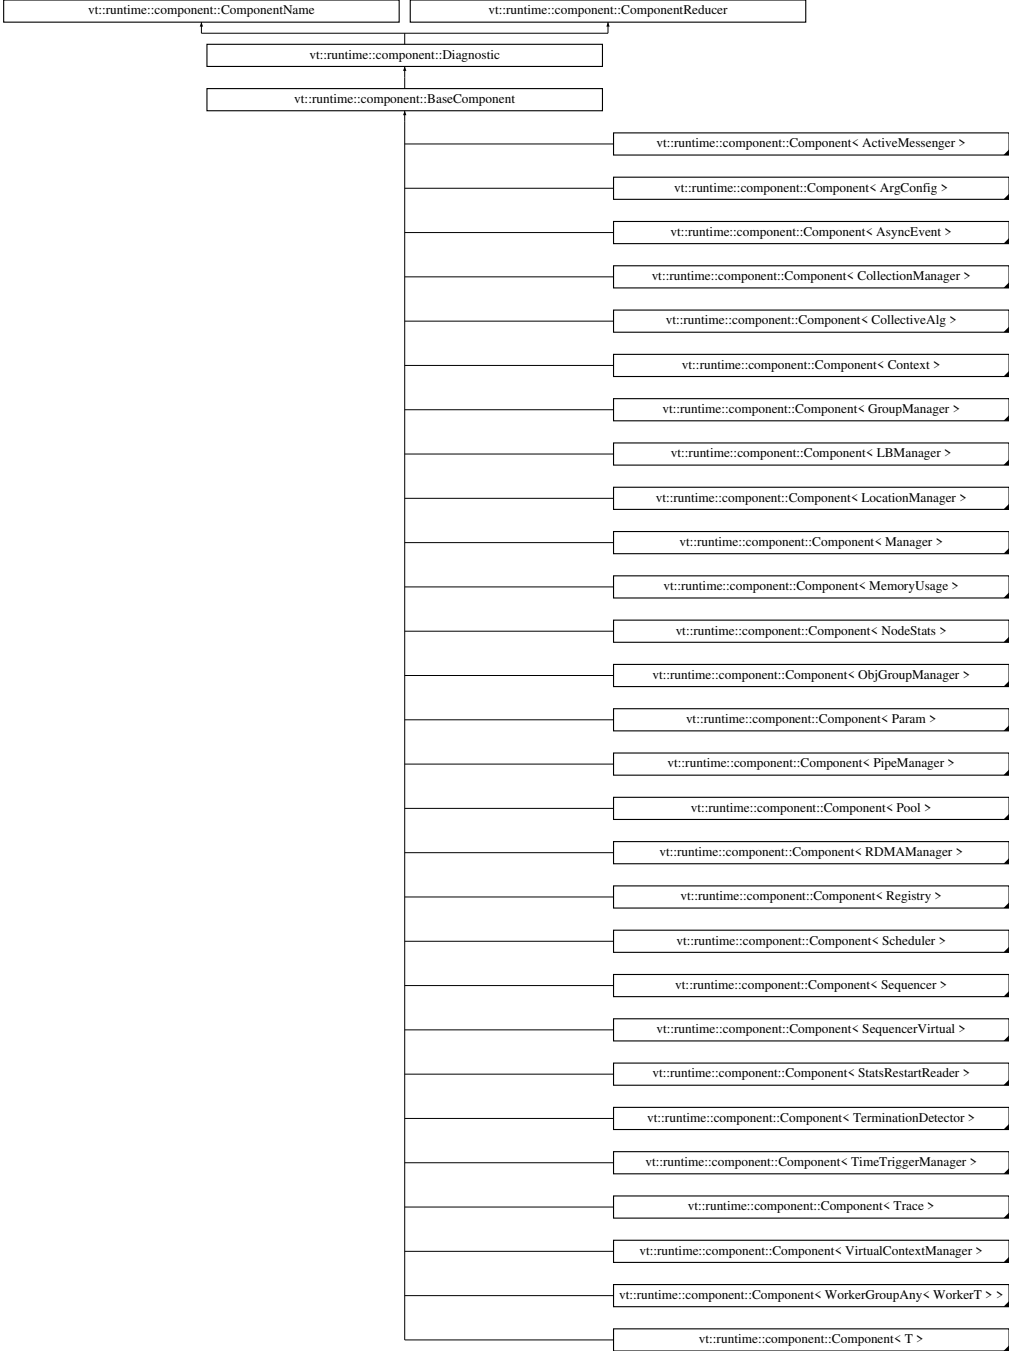 vt::runtime::component::ComponentName
vt::runtime::component::ComponentReducer
vt::runtime::component::Diagnostic
vt::runtime::component::BaseComponent
vt::runtime::component::Component< ActiveMessenger >
vt::runtime::component::Component< ArgConfig >
vt::runtime::component::Component< AsyncEvent >
vt::runtime::component::Component< CollectionManager >
vt::runtime::component::Component< CollectiveAlg >
vt::runtime::component::Component< Context >
vt::runtime::component::Component< GroupManager >
vt::runtime::component::Component< LBManager >
vt::runtime::component::Component< LocationManager >
vt::runtime::component::Component< Manager >
vt::runtime::component::Component< MemoryUsage >
vt::runtime::component::Component< NodeStats >
vt::runtime::component::Component< ObjGroupManager >
vt::runtime::component::Component< Param >
vt::runtime::component::Component< PipeManager >
vt::runtime::component::Component< Pool >
vt::runtime::component::Component< RDMAManager >
vt::runtime::component::Component< Registry >
vt::runtime::component::Component< Scheduler >
vt::runtime::component::Component< Sequencer >
vt::runtime::component::Component< SequencerVirtual >
vt::runtime::component::Component< StatsRestartReader >
vt::runtime::component::Component< TerminationDetector >
vt::runtime::component::Component< TimeTriggerManager >
vt::runtime::component::Component< Trace >
vt::runtime::component::Component< VirtualContextManager >
vt::runtime::component::Component< WorkerGroupAny< WorkerT > >
vt::runtime::component::Component< T >